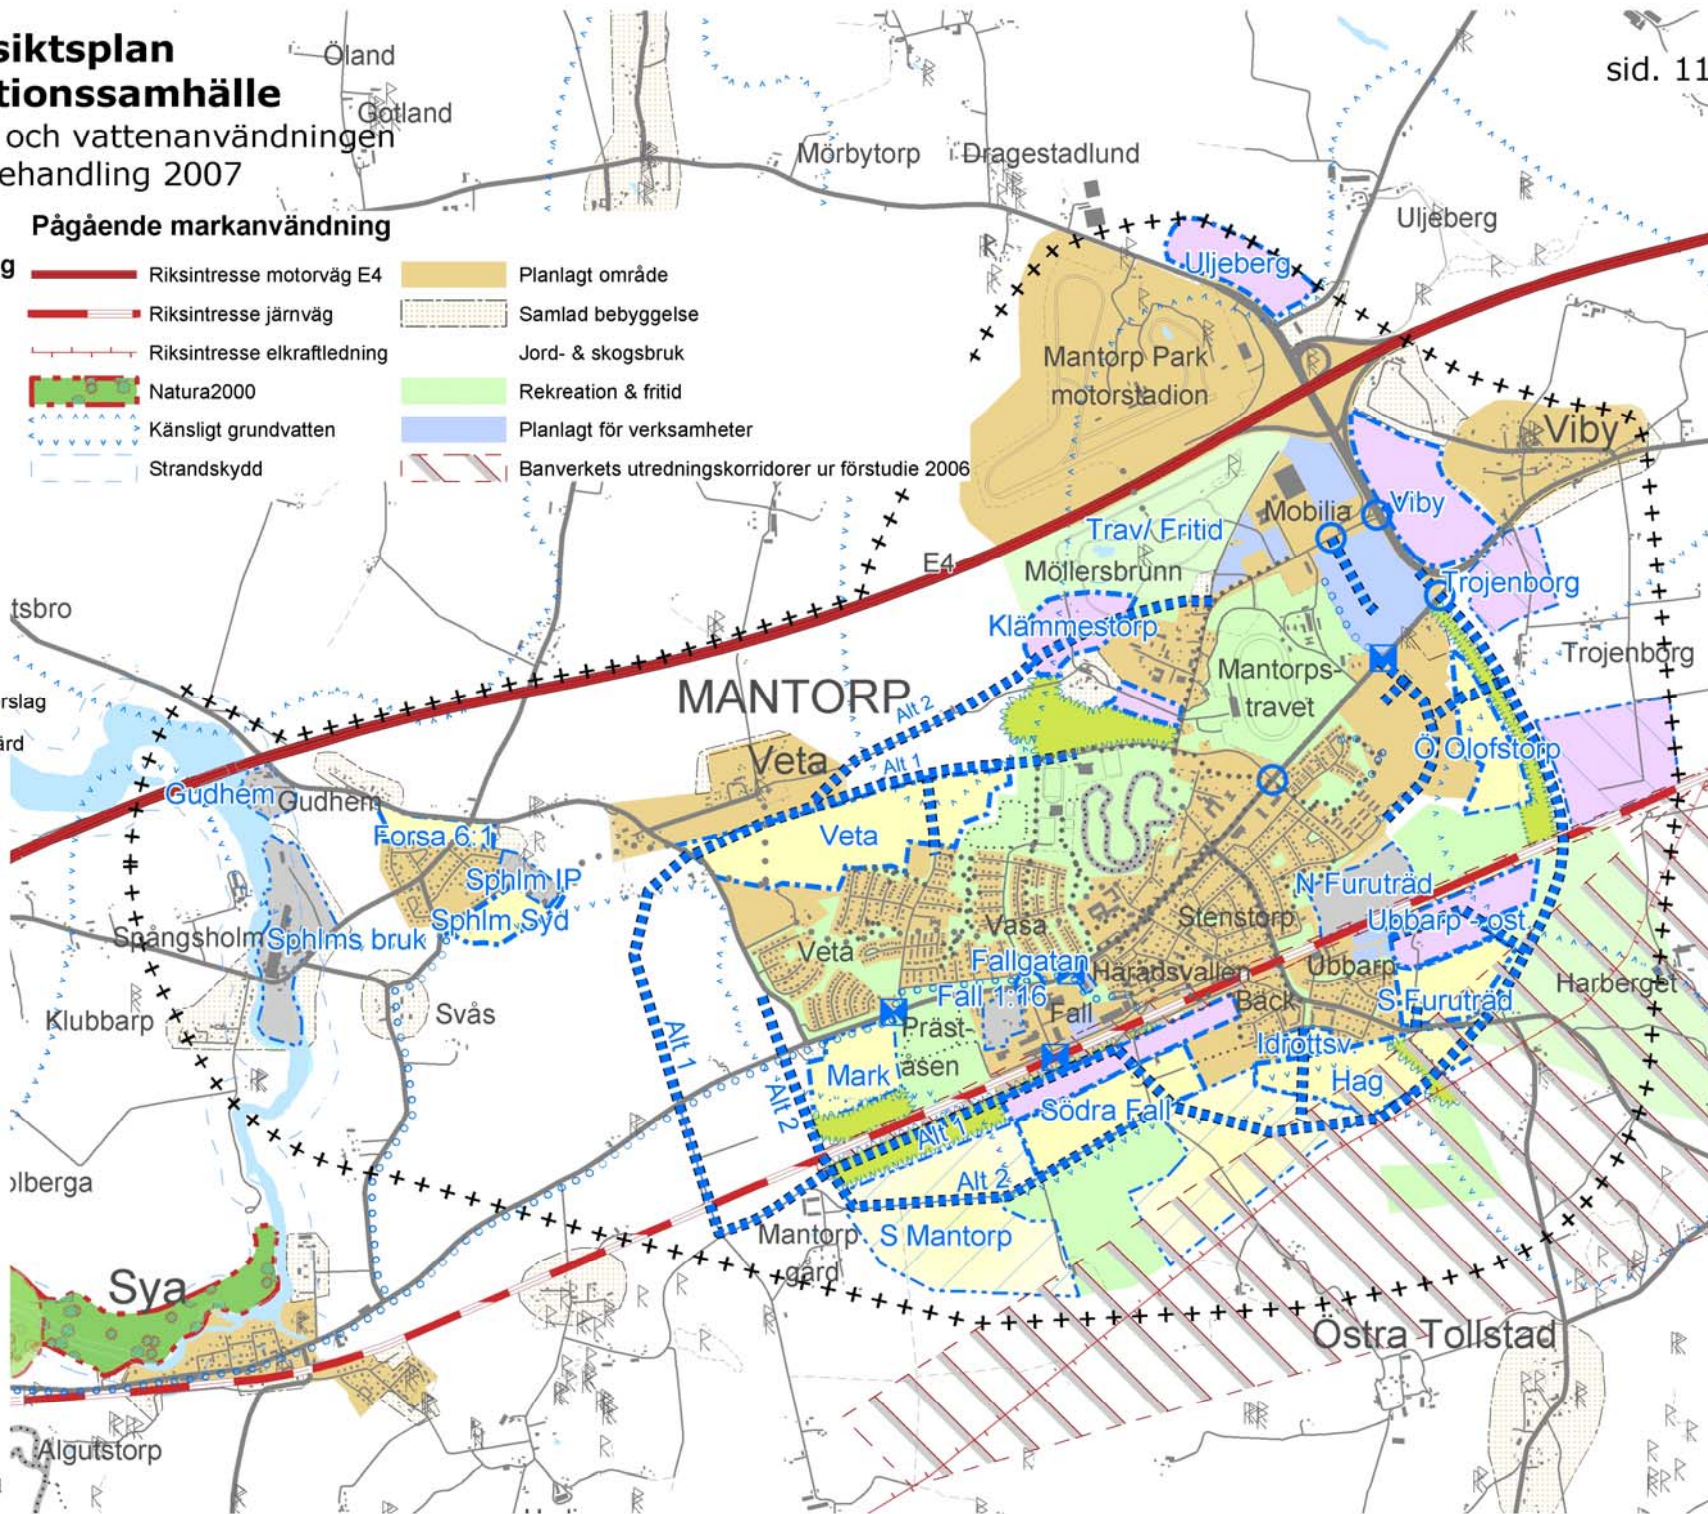 siktsplan
tionssamhälle
och vattenanvändningen
ehandling 2007
sid. 11
Öland
Gotland
Mörbytorp
Dragestadlund
Uljeberg
Pågående markanvändning
g
Riksintresse motorväg E4
Riksintresse järnväg
Riksintresse elkraftledning
Natura2000
Känsligt grundvatten
Strandskydd
Planlagt område
Samlad bebyggelse
Jord- & skogsbruk
Rekreation & fritid
Planlagt för verksamheter
Banverkets utredningskorridorer ur förstudie 2006
Uljeberg
Mantorp Park
motorstadion
Viby
Mobilia
Viby
Trav/ Fritid
E4
Möllersbrunn
Trojenborg
tsbro
Klämmestorp
Trojenborg
Mantorps-
travet
MANTORP
rslag
Alt 2
ärd
Ö Olofstorp
Veta
Alt 1
Gudhem
Gudhem
Forsa 6:1
Veta
Sphlm IP
N Furuträd
Sphlm Syd
Vasa
Stenstorp
Ubbarp - ost
Spångsholm
Sphlms bruk
Veta
Fallgatan
Häradsvallen
Ubbarp
Harberget
Fall 1:16
Bäck
S Furuträd
Klubbarp
Svås
Fall
Präst-
åsen
Alt 1
Idrottsv.
Mark
Hag
Alt 2
Södra Fall
Alt 1
olberga
Alt 2
Mantorp
gård
S Mantorp
Sya
Östra Tollstad
Algutstorp